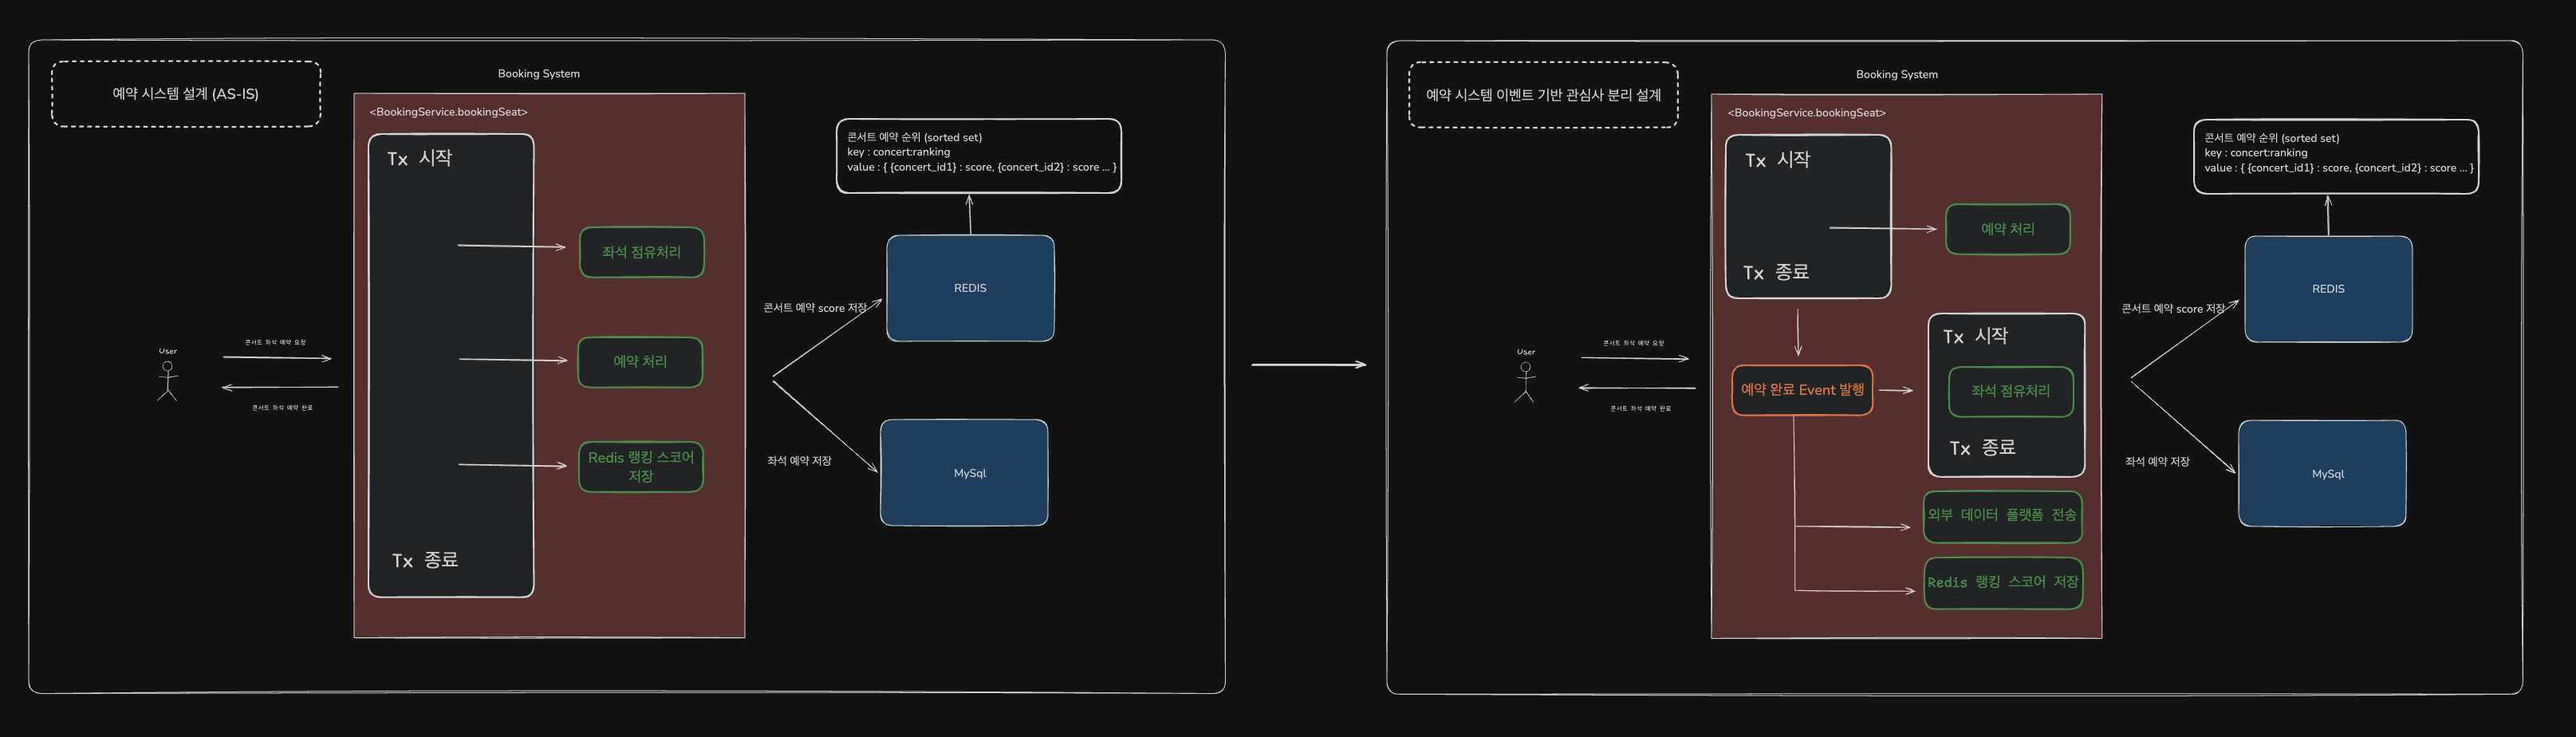 예약 시스템 설계 (AS-IS)
Booking System
<BookingService.bookingSeat>
Tx 시작
좌석 점유처리
예약 처리
Redis 랭킹 스코어
저장
Tx 종료
User
콘서트 좌석 예약 요청
콘서트 좌석 예약 완료
콘서트 예약 순위 (sorted set)
key : concert:ranking
value : { {concert_id1} : score, {concert_id2} : score ... }
REDIS
콘서트 예약 score 저장
좌석 예약 저장
MySql
예약 시스템 이벤트 기반 관심사 분리 설계
Booking System
<BookingService.bookingSeat>
Tx 시작
예약 처리
Tx 종료
예약 완료 Event 발행
Tx 시작
좌석 점유처리
Tx 종료
외부 데이터 플랫폼 전송
Redis 랭킹 스코어 저장
User
콘서트 좌석 예약 요청
콘서트 좌석 예약 완료
콘서트 예약 순위 (sorted set)
key : concert:ranking
value : { {concert_id1} : score, {concert_id2} : score ... }
REDIS
콘서트 예약 score 저장
좌석 예약 저장
MySql